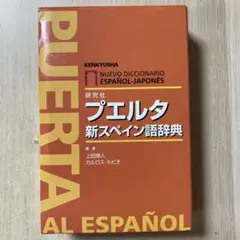 PUERTA
KENKYUSHA
NUEVO DICCIONARIO
ESPAÑOL-JAPONÉS
研究社
プエルタ
新スペイン語辞典
上田博人
カルロス・ルビオ
AL ESPAÑOL